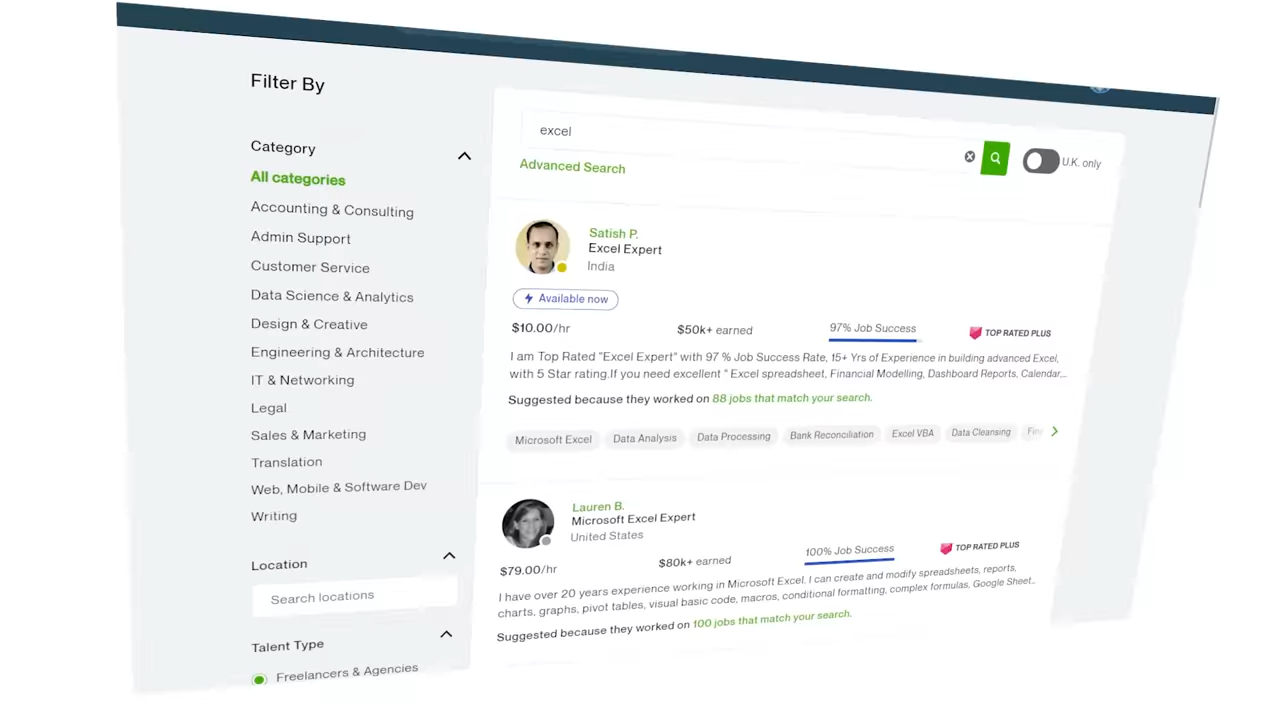 Filter By
Category
All categories
Accounting & Consulting
Admin Support
Customer Service
Data Science & Analytics
Design & Creative
Engineering & Architecture
IT & Networking
Legal
Sales & Marketing
Translation
Web, Mobile & Software Dev
Writing
Location
Search locations
Talent Type
Freelancers & Agencies
excel
U.K. only
Advanced Search
Satish P.
Excel Expert
India
Available now
$10.00/hr $50k+ earned 97% Job Success TOP RATED PLUS
I am Top Rated "Excel Expert" with 97 % Job Success Rate, 15+ Yrs of Experience in building advanced Excel,
with 5 Star rating.If you need excellent " Excel spreadsheet, Financial Modelling, Dashboard Reports, Calendar,...
Suggested because they worked on 88 jobs that match your search.
Microsoft Excel Data Analysis Data Processing Bank Reconciliation Excel VBA Data Cleansing
Lauren B.
Microsoft Excel Expert
United States
$79.00/hr $80k+ earned 100% Job Success TOP RATED PLUS
I have over 20 years experience working in Microsoft Excel. I can create and modify spreadsheets, reports,
charts, graphs, pivot tables, visual basic code, macros, conditional formatting, complex formulas, Google Sheet...
Suggested because they worked on 100 jobs that match your search.